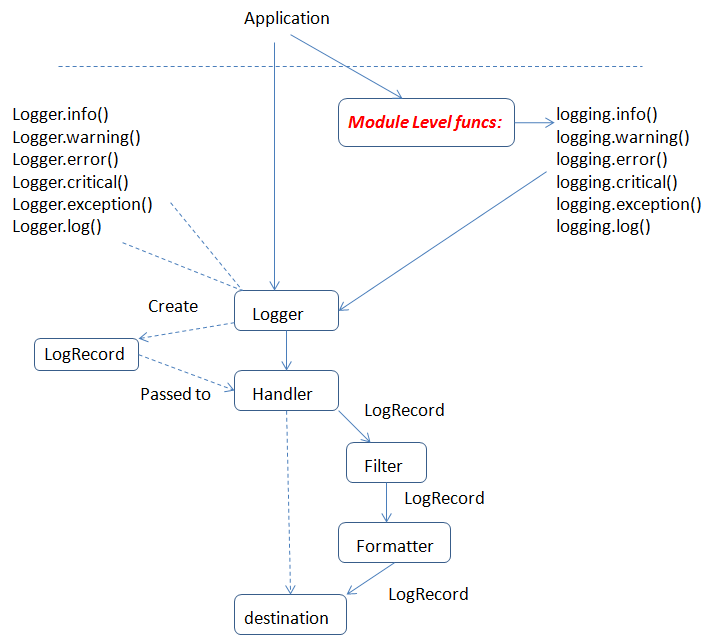 Application
Logger.info()
Logger.warning()
Logger.error()
Logger.critical()
Logger.exception()
Logger.log()
Module Level funcs:
logging.info()
logging.warning()
logging.error()
logging.critical()
logging.exception()
logging.log()
Create
Logger
LogRecord
Passed to
Handler
LogRecord
Filter
LogRecord
Formatter
LogRecord
destination